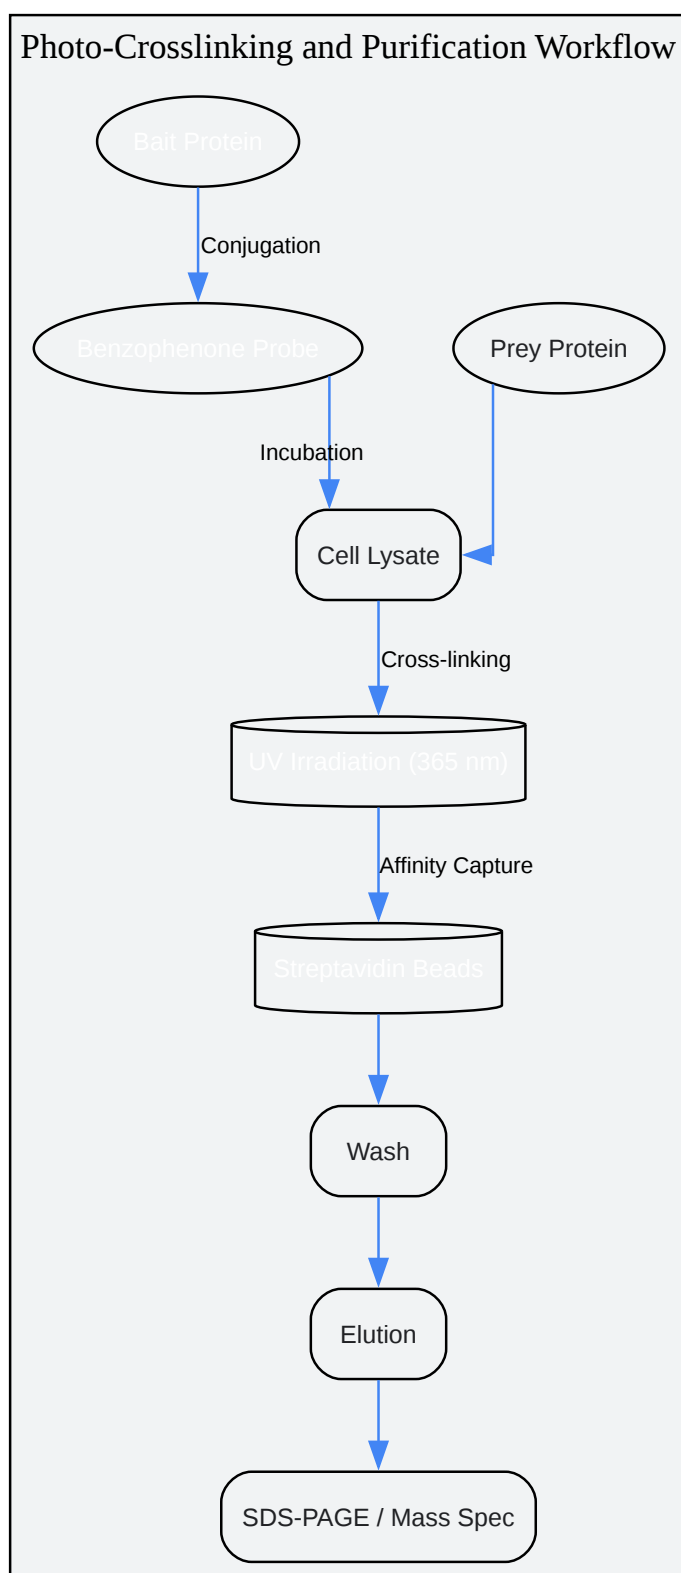 Photo-Crosslinking and Purification Workflow
Bait Protein
Conjugation
Benzophenone Probe
Prey Protein
Incubation
Cell Lysate
Cross-linking
UV Irradiation (365 nm)
Affinity Capture
Streptavidin Beads
Wash
Elution
SDS-PAGE / Mass Spec